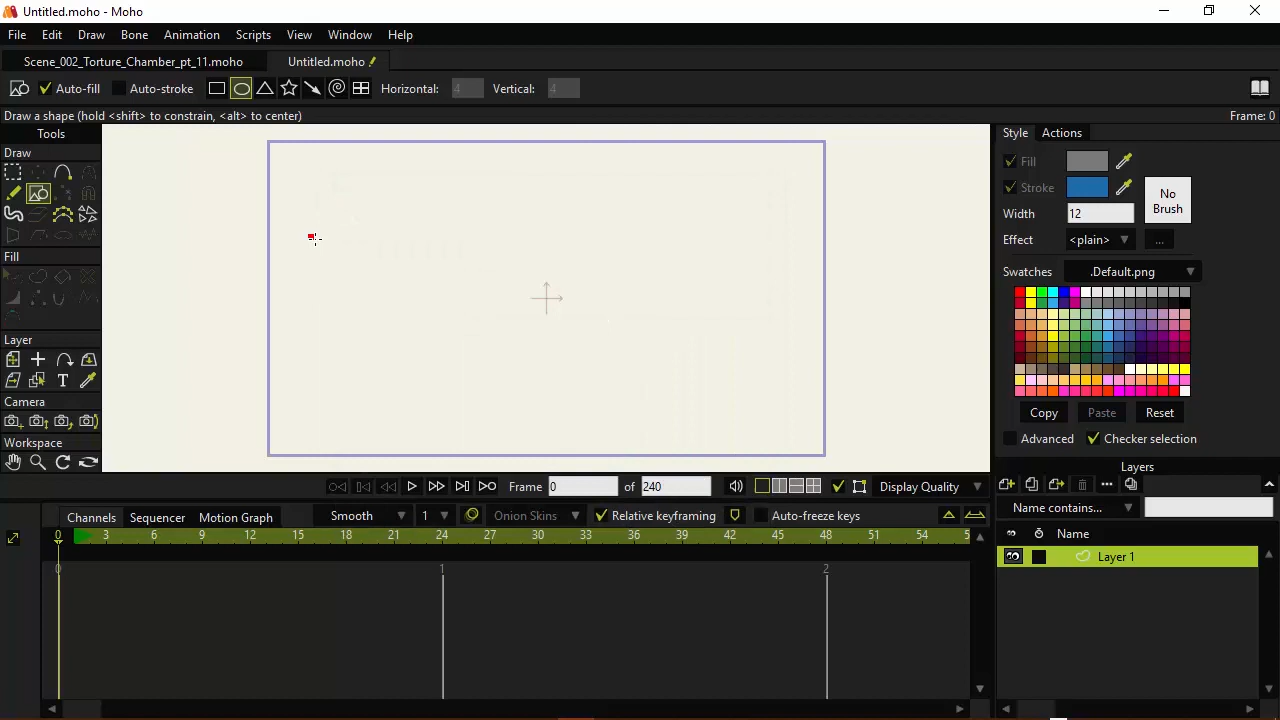 Untitled.moho - Moho
File Edit Draw Bone Animation Scripts View Window Help
Scene_002_Torture_Chamber_pt_11.moho Untitled.moho
Auto-fill Auto-stroke Horizontal: 4 Vertical: 4
Draw a shape (hold <shift> to constrain, <alt> to center) Frame: 0
Tools
Draw
Fill
Layer
T
Camera
Workspace
Style Actions
Fill
Stroke
No
Brush
Width 12
Effect <plain> ...
Swatches .Default.png
Copy Paste Reset
Advanced Checker selection
Frame 0 of 240 Display Quality
Channels Sequencer Motion Graph Smooth 1 Onion Skins Relative keyframing Auto-freeze keys
0 3 6 9 12 15 18 21 24 27 30 33 36 39 42 45 48 51 54 5
0 1 2
Layers
Name contains...
Name
Layer 1